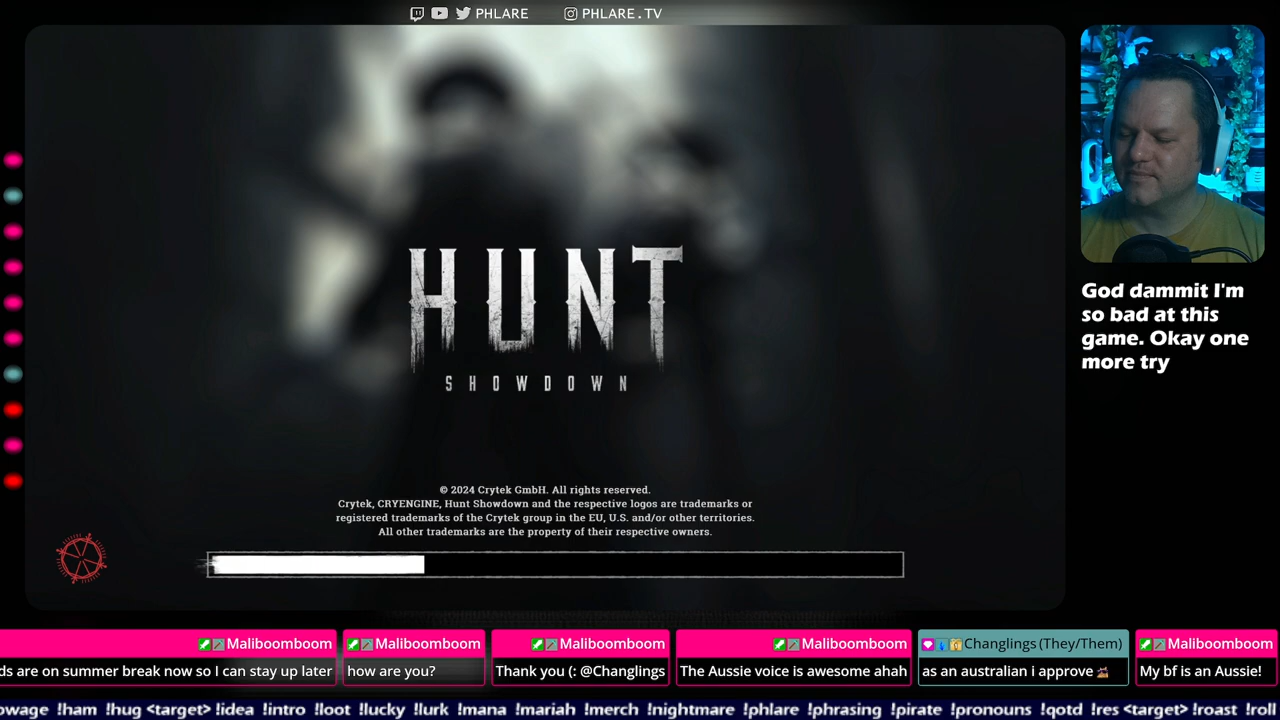 PHLARE PHLARE.TV
HUNT
SHOWDOWN
© 2024 Crytek GmbH. All rights reserved.
Crytek, CRYENGINE, Hunt Showdown and the respective logos are trademarks or
registered trademarks of the Crytek group in the EU, U.S. and/or other territories.
All other trademarks are the property of their respective owners.
God dammit I'm
so bad at this
game. Okay one
more try
Maliboomboom
ds are on summer break now so I can stay up later
Maliboomboom
how are you?
Maliboomboom
Thank you (: @Changlings
Maliboomboom
The Aussie voice is awesome ahah
Changlings (They/Them)
as an australian i approve
Maliboomboom
My bf is an Aussie!
owage !ham !hug <target> !idea !intro !loot !lucky !lurk !mana !mariah !merch !nightmare !phlare !phrasing !pirate !pronouns !qotd !res <target> !roast !roll